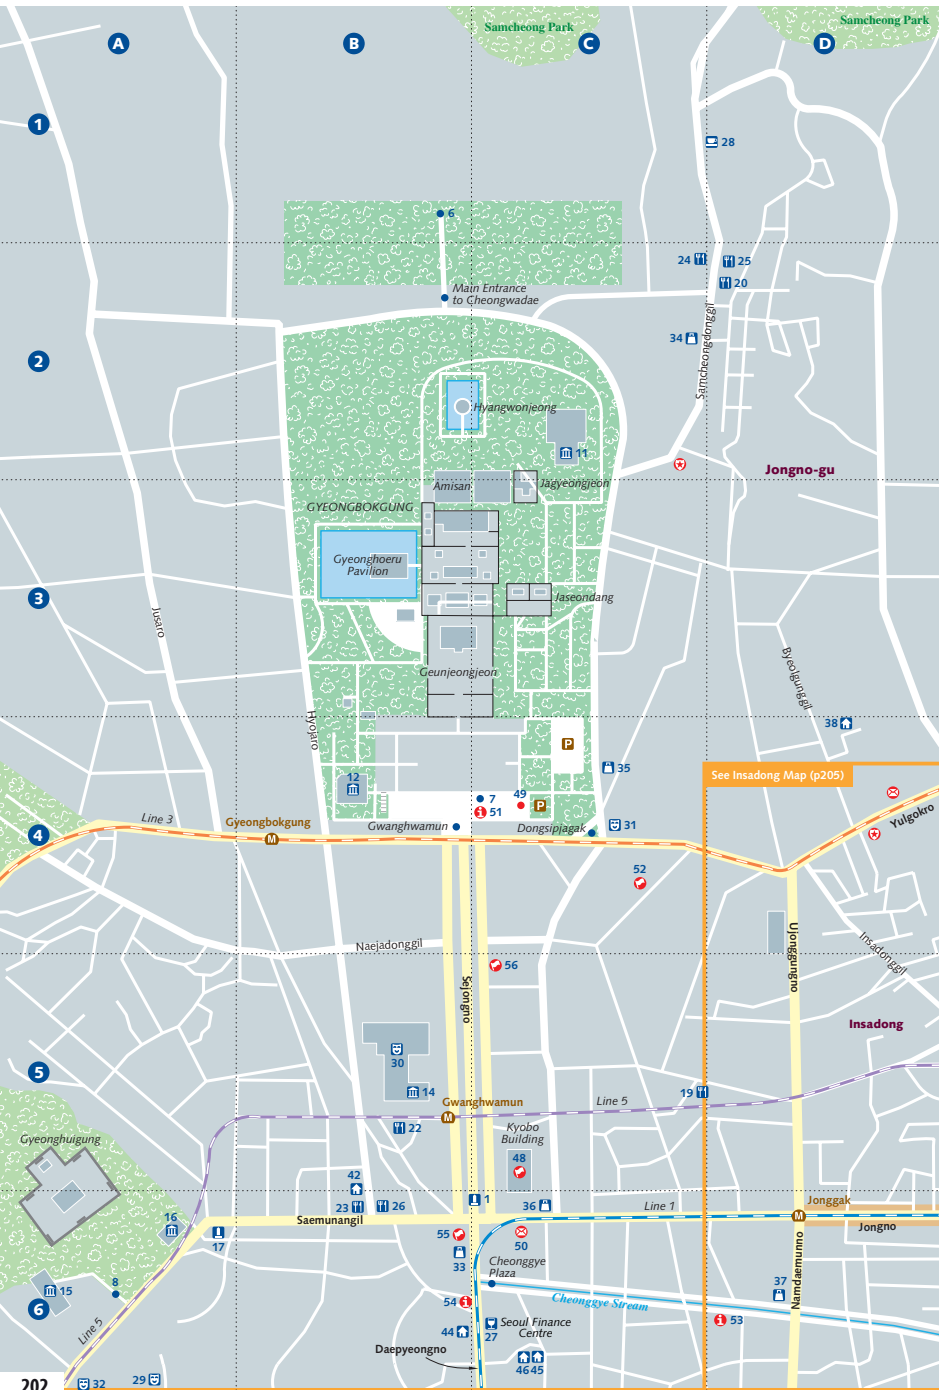 Samcheong Park
Samcheong Park
A
B
C
D
1
28
6
24
25
20
Main Entrance
to Cheongwadae
34
Samcheongdonggil
2
Hyangwonjeong
11
Jongno-gu
Amisan
Jagyeongjeon
GYEONGBOKGUNG
Gyeonghoeru
Pavilion
3
Jaseondang
Jusaro
Geunjeongjeon
Byeolgunggil
Hyojaro
38
P
35
See Insadong Map (p205)
12
7
49
51
P
Line 3
Gyeongbokgung
M
Gwanghwamun
Dongsipjagak
31
Yulgokro
4
52
Naejadonggil
Ujonggungno
Insadonggil
56
Sejongno
Insadong
30
5
14
19
Gwanghwamun
M
Line 5
22
Kyobo
Building
Gyeonghuigung
48
42
1
23
26
36
Line 1
Jonggak
M
Saemunangil
Jongno
16
17
55
50
33
Cheonggye
Plaza
Namdaemunno
15
8
37
Cheonggye Stream
54
53
6
Line 5
44
27
Seoul Finance
Centre
Daepyeongno
46
45
202
32
29